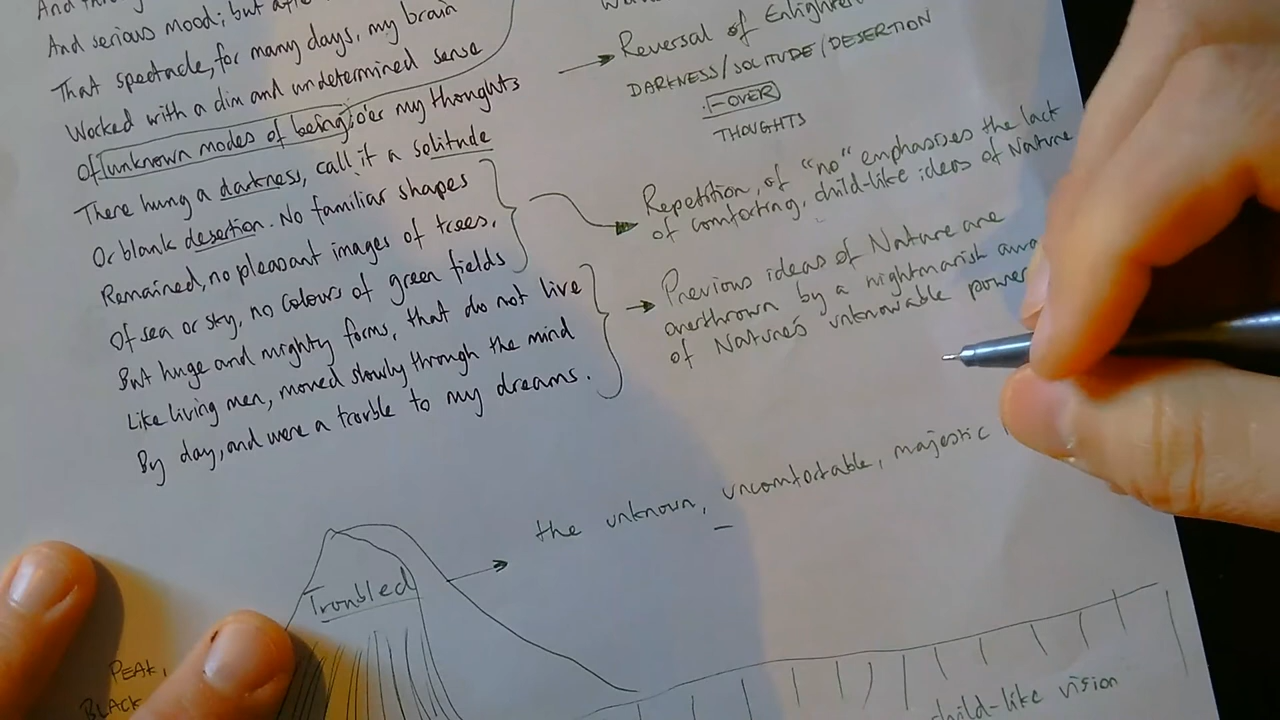 And
And serious mood; but
That spectacle, for many days, my brain
Worked with a dim and undetermined sense
Of unknown modes of being; o'er my thoughts
There hung a darkness, call it a solitude
Or blank desertion. No familiar shapes
Remained, no pleasant images of trees,
Of sea or sky, no colours of green fields
But huge and mighty forms, that do not live
Like living men, moved slowly through the mind
By day, and were a trouble to my dreams.
Reversal of
DARKNESS/SOLITUDE/DESERTION
-OVER
THOUGHTS
Repetition of "no" emphasises the lack
of comforting, child-like ideas of Nature
Previous ideas of Nature are
overthrown by a nightmarish
of Nature's unknowable power
the unknown, uncomfortable, majestic
Troubled
PEAK,
BLACK
child-like vision